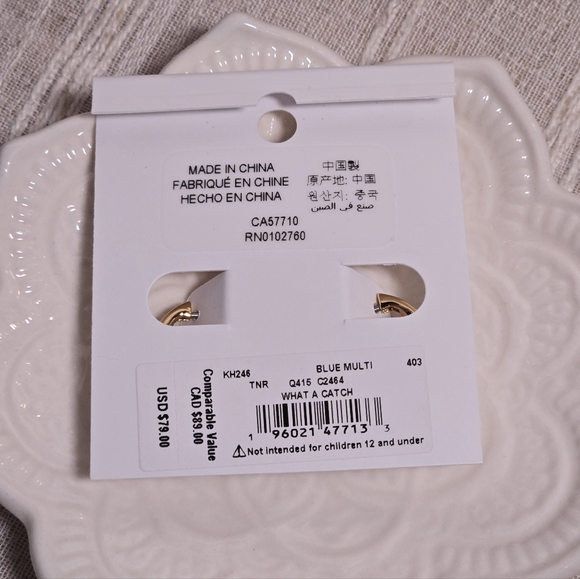 MADE IN CHINA
FABRIQUÉ EN CHINE
HECHO EN CHINA
中国製
原产地: 中国
원산지: 중국
صنع في الصين
CA57710
RN0102760
KH246 BLUE MULTI 403
TNR Q415 C2464
WHAT A CATCH
1 96021 47713 3
⚠Not intended for children 12 and under
Comparable Value
CAD $89.00
USD $79.00